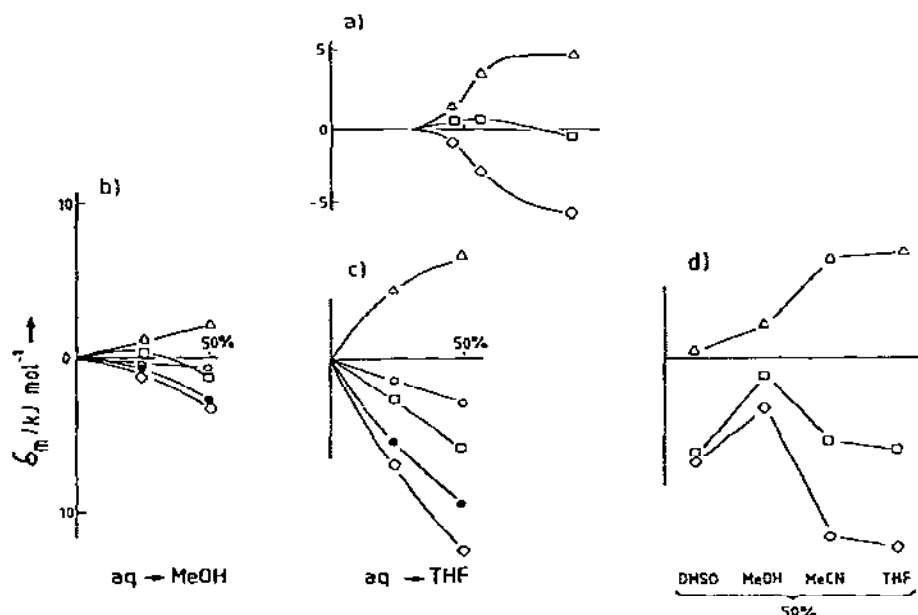 a)
5
0
-5
b)
10
0
10
50%
δm / kJ mol⁻¹ →
aq → MeOH
c)
50%
aq → THF
d)
DMSO MeOH MeCN THF
50%